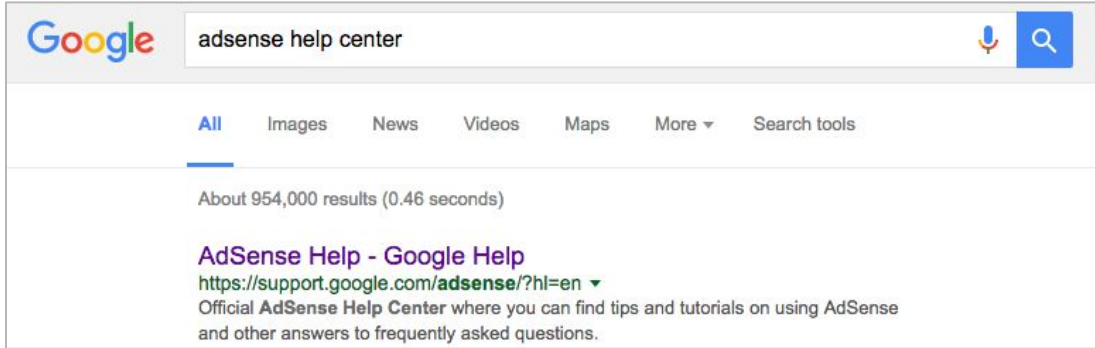 Google adsense help center
All Images News Videos Maps More Search tools
About 954,000 results (0.46 seconds)
AdSense Help - Google Help
https://support.google.com/adsense/?hl=en
Official AdSense Help Center where you can find tips and tutorials on using AdSense
and other answers to frequently asked questions.